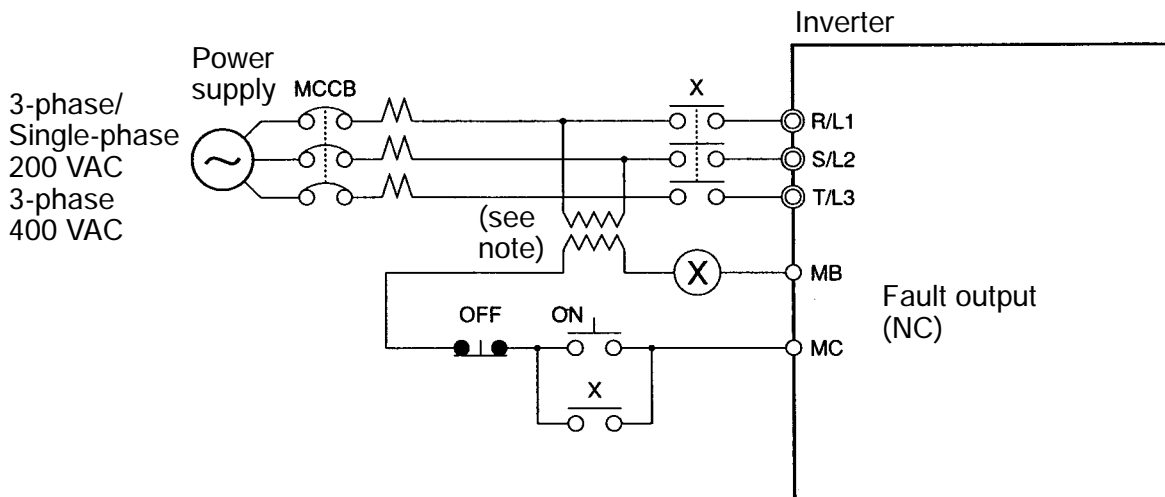 Inverter
Power
supply
MCCB
X
3-phase/
Single-phase
200 VAC
3-phase
400 VAC
R/L1
S/L2
T/L3
(see
note)
X
MB
Fault output
(NC)
OFF
ON
MC
X